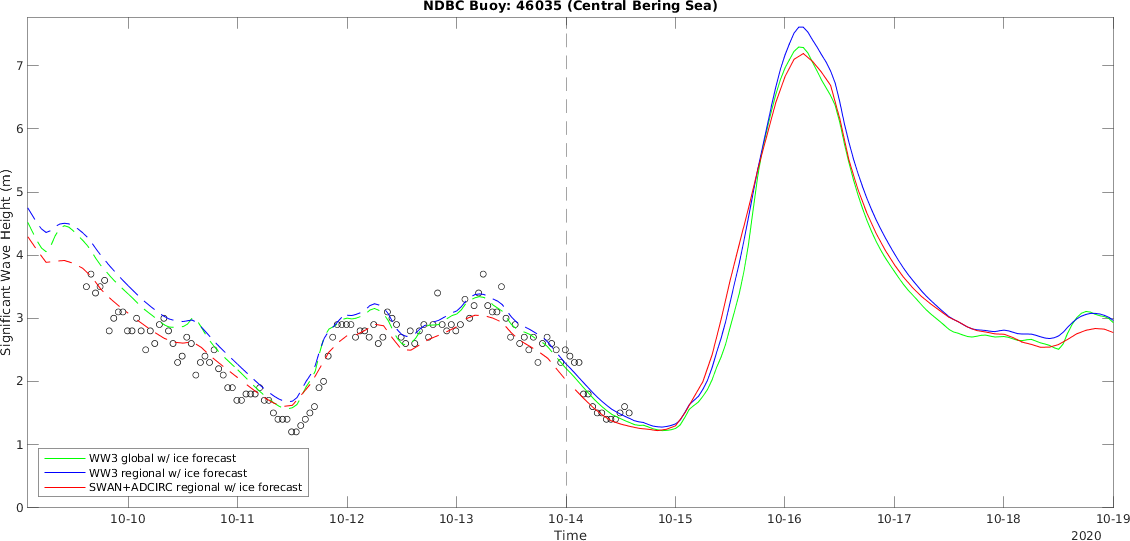 NDBC Buoy: 46035 (Central Bering Sea)
Significant Wave Height (m)
7
6
5
4
3
2
1
0
WW3 global w/ ice forecast
WW3 regional w/ ice forecast
SWAN+ADCIRC regional w/ ice forecast
10-10 10-11 10-12 10-13 10-14 10-15 10-16 10-17 10-18 10-19
Time
2020